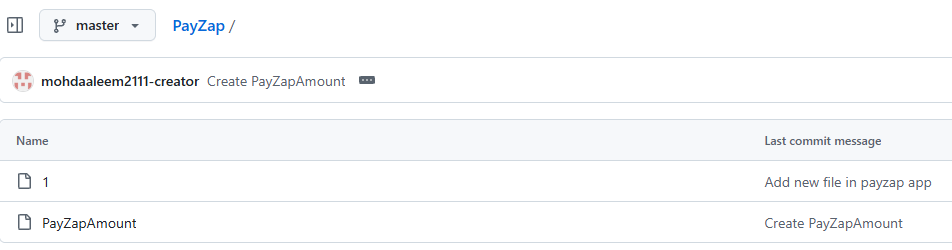 master PayZap /
mohdaaleem2111-creator Create PayZapAmount
Name Last commit message
1 Add new file in payzap app
PayZapAmount Create PayZapAmount